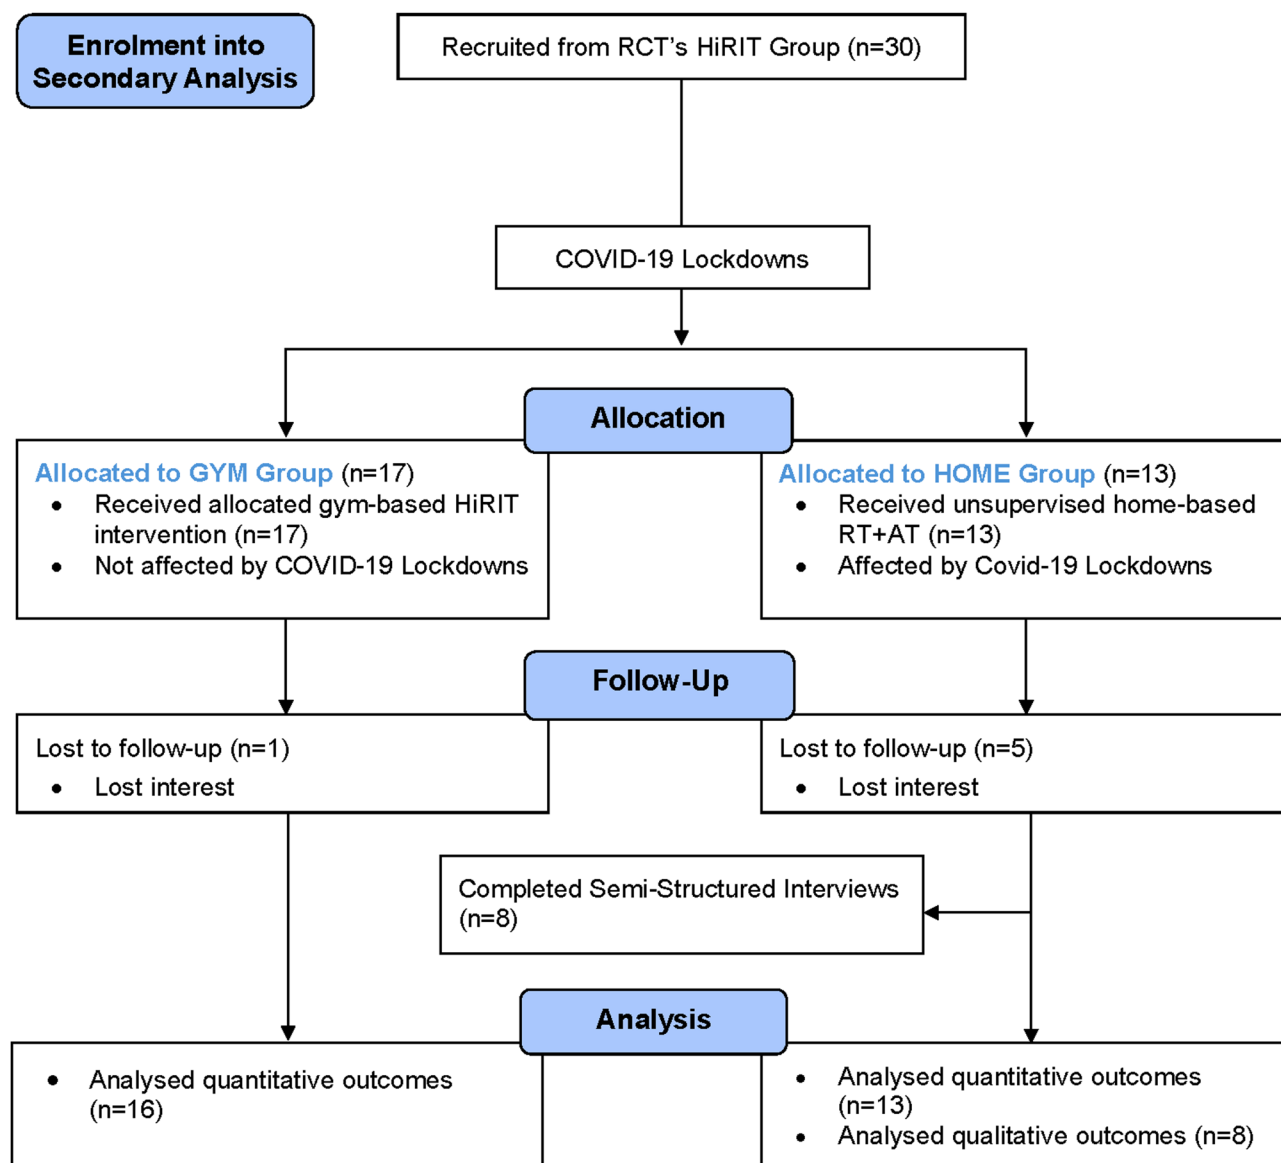 Enrolment into
Secondary Analysis
Recruited from RCT's HiRIT Group (n=30)
COVID-19 Lockdowns
Allocation
Allocated to GYM Group (n=17)
• Received allocated gym-based HiRIT
intervention (n=17)
• Not affected by COVID-19 Lockdowns
Allocated to HOME Group (n=13)
• Received unsupervised home-based
RT+AT (n=13)
• Affected by Covid-19 Lockdowns
Follow-Up
Lost to follow-up (n=1)
• Lost interest
Lost to follow-up (n=5)
• Lost interest
Completed Semi-Structured Interviews
(n=8)
Analysis
• Analysed quantitative outcomes
(n=16)
• Analysed quantitative outcomes
(n=13)
• Analysed qualitative outcomes (n=8)